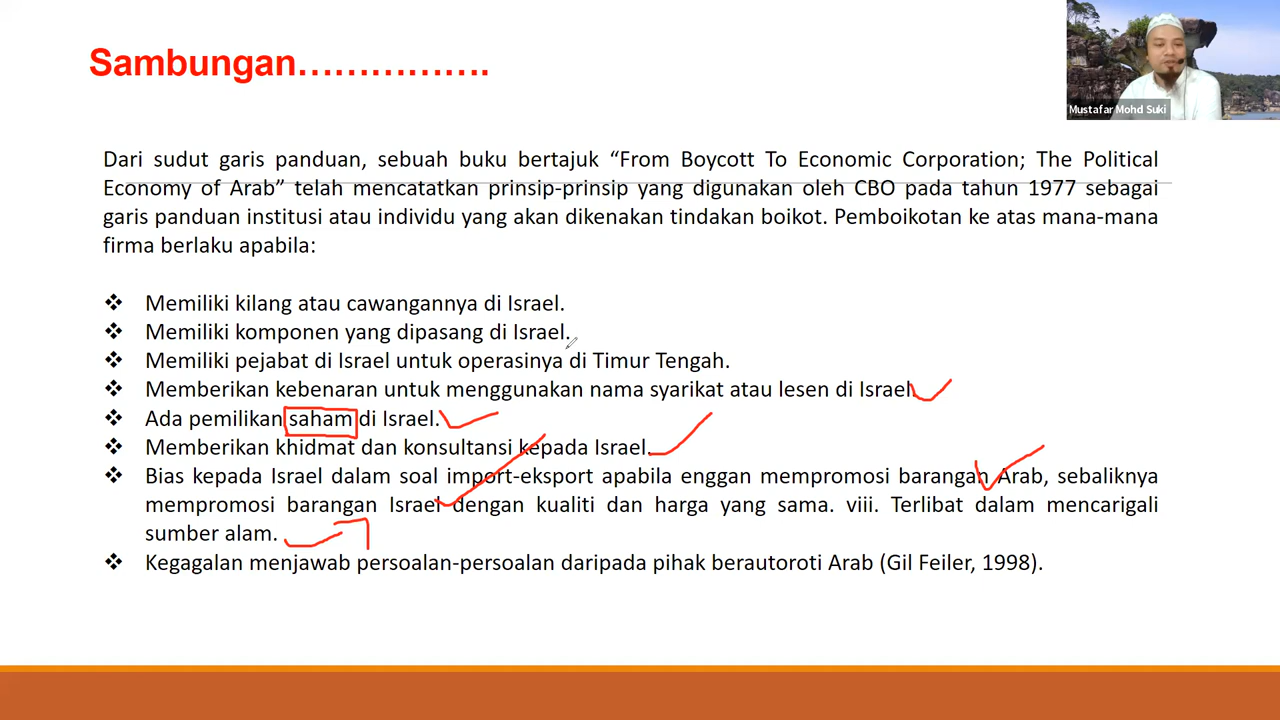 Sambungan................
Mustafar Mohd Suki
Dari sudut garis panduan, sebuah buku bertajuk “From Boycott To Economic Corporation; The Political
Economy of Arab” telah mencatatkan prinsip-prinsip yang digunakan oleh CBO pada tahun 1977 sebagai
garis panduan institusi atau individu yang akan dikenakan tindakan boikot. Pemboikotan ke atas mana-mana
firma berlaku apabila:
❖ Memiliki kilang atau cawangannya di Israel.
❖ Memiliki komponen yang dipasang di Israel.
❖ Memiliki pejabat di Israel untuk operasinya di Timur Tengah.
❖ Memberikan kebenaran untuk menggunakan nama syarikat atau lesen di Israel.
❖ Ada pemilikan saham di Israel.
❖ Memberikan khidmat dan konsultansi kepada Israel.
❖ Bias kepada Israel dalam soal import-eksport apabila enggan mempromosi barangan Arab, sebaliknya
mempromosi barangan Israel dengan kualiti dan harga yang sama. viii. Terlibat dalam mencarigali
sumber alam.
❖ Kegagalan menjawab persoalan-persoalan daripada pihak berautoroti Arab (Gil Feiler, 1998).